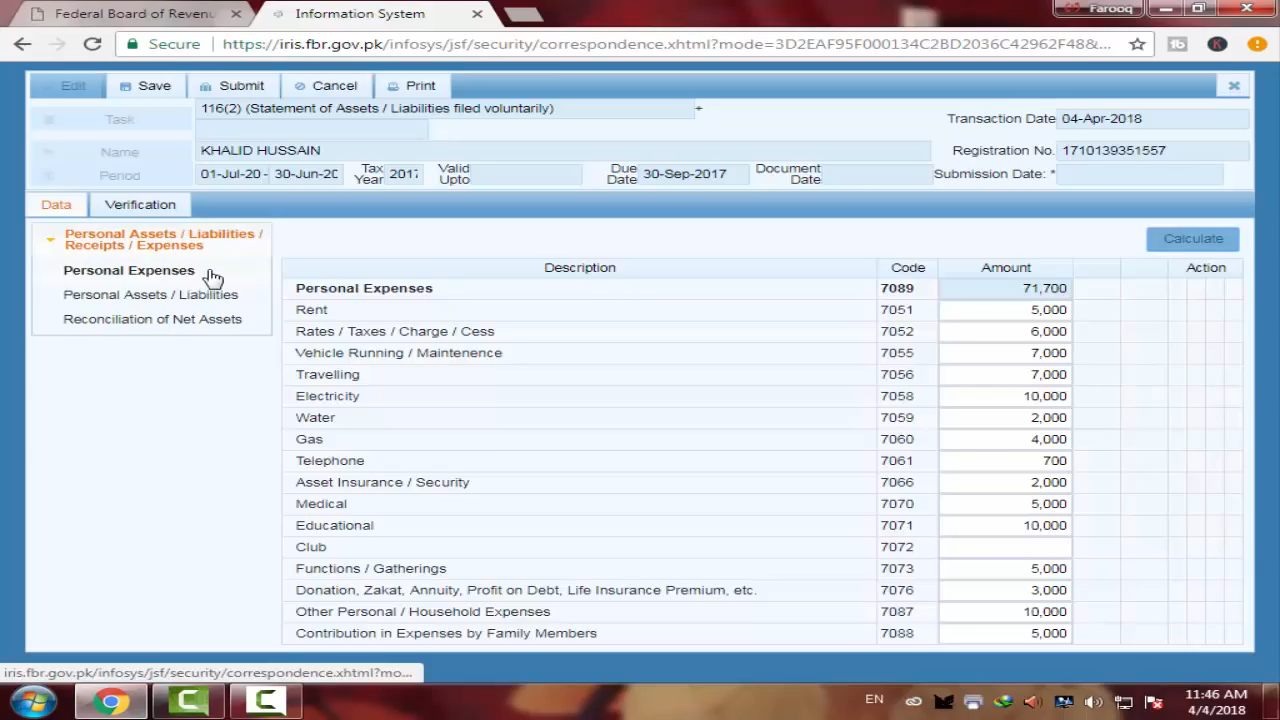 Federal Board of Revenu
Information System
Farooq
Secure
https://iris.fbr.gov.pk/infosys/jsf/security/correspondence.xhtml?mode=3D2EAF95F000134C2BD2036C42962F48&...
Edit Save Submit Cancel Print
Task 116(2) (Statement of Assets / Liabilities filed voluntarily) + Transaction Date 04-Apr-2018
Name KHALID HUSSAIN Registration No. 1710139351557
Period 01-Jul-20 - 30-Jun-20 Tax Year 2017 Valid Upto Due Date 30-Sep-2017 Document Date Submission Date: *
Data Verification
Personal Assets / Liabilities /
Receipts / Expenses
Personal Expenses
Personal Assets / Liabilities
Reconciliation of Net Assets
Calculate
Description Code Amount Action
Personal Expenses 7089 71,700
Rent 7051 5,000
Rates / Taxes / Charge / Cess 7052 6,000
Vehicle Running / Maintenence 7055 7,000
Travelling 7056 7,000
Electricity 7058 10,000
Water 7059 2,000
Gas 7060 4,000
Telephone 7061 700
Asset Insurance / Security 7066 2,000
Medical 7070 5,000
Educational 7071 10,000
Club 7072
Functions / Gatherings 7073 5,000
Donation, Zakat, Annuity, Profit on Debt, Life Insurance Premium, etc. 7076 3,000
Other Personal / Household Expenses 7087 10,000
Contribution in Expenses by Family Members 7088 5,000
iris.fbr.gov.pk/infosys/jsf/security/correspondence.xhtml?mo...
EN
11:46 AM
4/4/2018